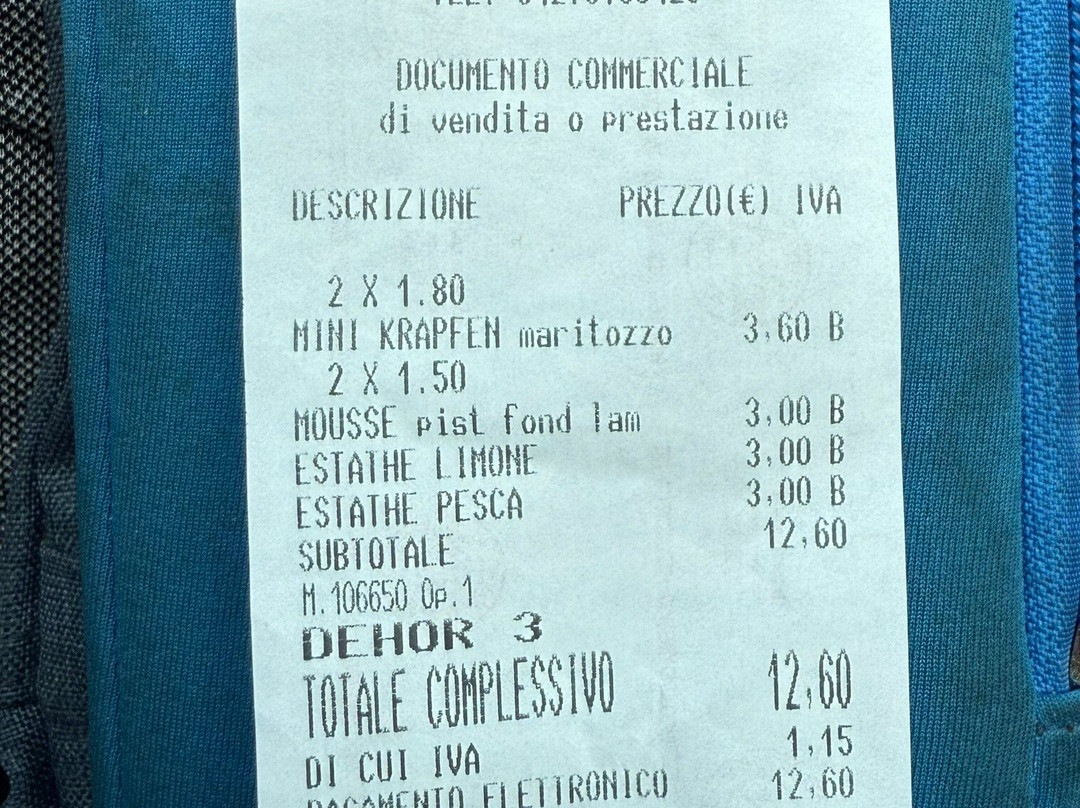 DOCUMENTO COMMERCIALE
di vendita o prestazione
DESCRIZIONE PREZZO(€) IVA
2 X 1.80
MINI KRAPFEN maritozzo 3,60 B
2 X 1.50
MOUSSE pist fond lam 3,00 B
ESTATHE LIMONE 3,00 B
ESTATHE PESCA 3,00 B
SUBTOTALE 12,60
M.106650 Op.1
DEHOR 3
TOTALE COMPLESSIVO 12,60
DI CUI IVA 1,15
PAGAMENTO ELETTRONICO 12,60